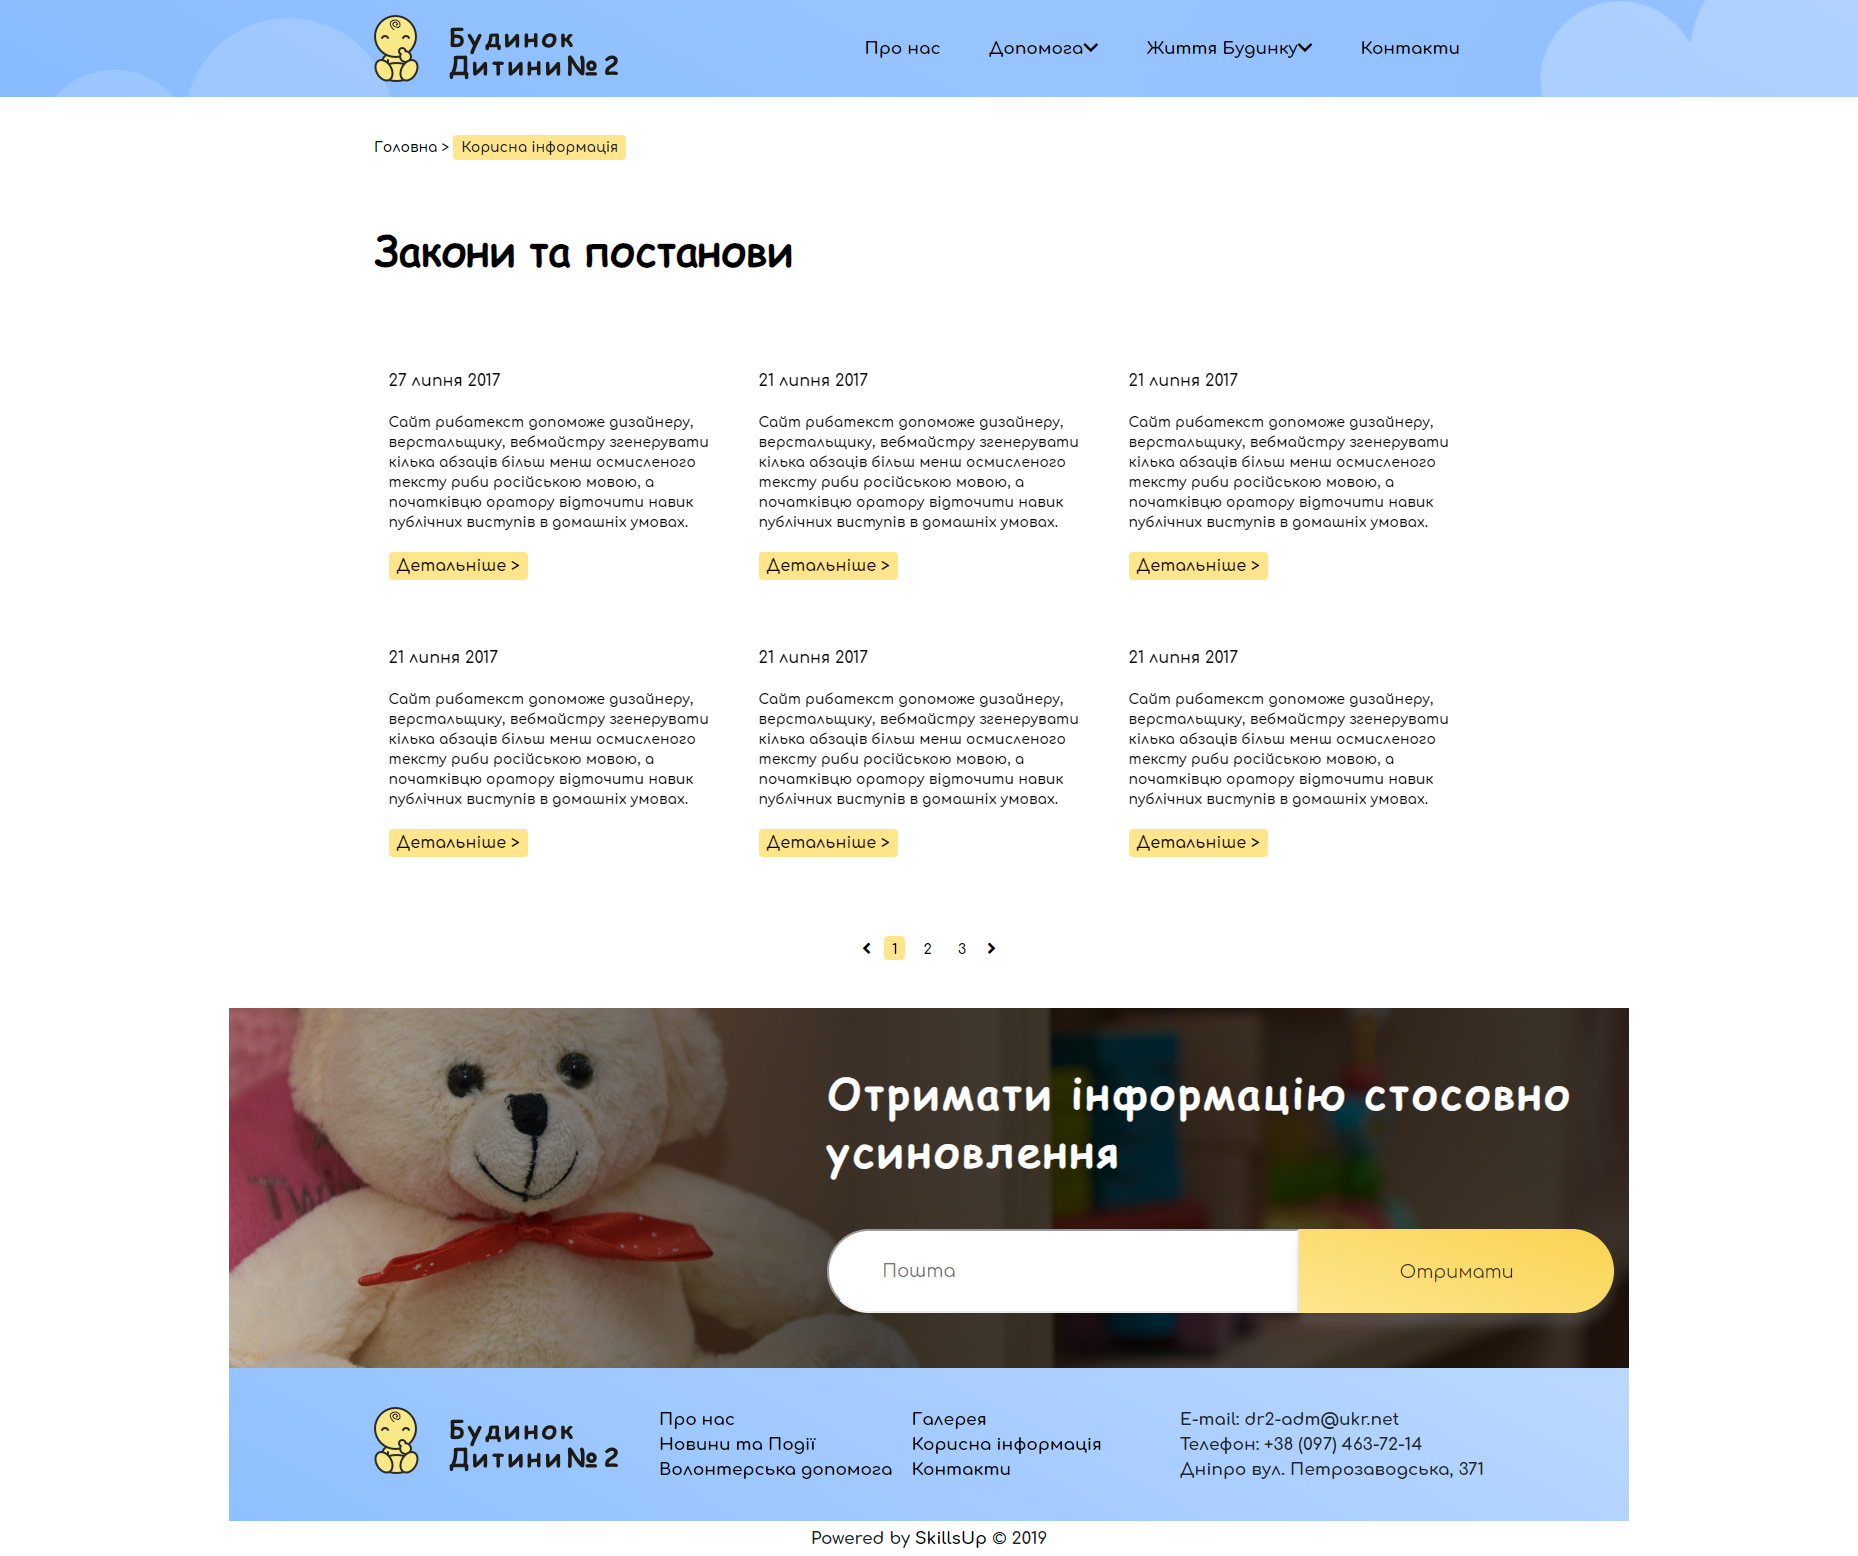 Будинок
Дитини № 2
Про нас
Допомога
Життя Будинку
Контакти
Головна > Корисна інформація
Закони та постанови
27 липня 2017
Сайт рибатекст допоможе дизайнеру,
верстальщику, вебмайстру згенерувати
кілька абзаців більш менш осмисленого
тексту риби російською мовою, а
початківцю оратору відточити навик
публічних виступів в домашніх умовах.
Детальніше >
21 липня 2017
Сайт рибатекст допоможе дизайнеру,
верстальщику, вебмайстру згенерувати
кілька абзаців більш менш осмисленого
тексту риби російською мовою, а
початківцю оратору відточити навик
публічних виступів в домашніх умовах.
Детальніше >
21 липня 2017
Сайт рибатекст допоможе дизайнеру,
верстальщику, вебмайстру згенерувати
кілька абзаців більш менш осмисленого
тексту риби російською мовою, а
початківцю оратору відточити навик
публічних виступів в домашніх умовах.
Детальніше >
21 липня 2017
Сайт рибатекст допоможе дизайнеру,
верстальщику, вебмайстру згенерувати
кілька абзаців більш менш осмисленого
тексту риби російською мовою, а
початківцю оратору відточити навик
публічних виступів в домашніх умовах.
Детальніше >
21 липня 2017
Сайт рибатекст допоможе дизайнеру,
верстальщику, вебмайстру згенерувати
кілька абзаців більш менш осмисленого
тексту риби російською мовою, а
початківцю оратору відточити навик
публічних виступів в домашніх умовах.
Детальніше >
21 липня 2017
Сайт рибатекст допоможе дизайнеру,
верстальщику, вебмайстру згенерувати
кілька абзаців більш менш осмисленого
тексту риби російською мовою, а
початківцю оратору відточити навик
публічних виступів в домашніх умовах.
Детальніше >
1 2 3
Отримати інформацію стосовно
усиновлення
Пошта
Отримати
Будинок
Дитини № 2
Про нас
Новини та Події
Волонтерська допомога
Галерея
Корисна інформація
Контакти
E-mail: dr2-adm@ukr.net
Телефон: +38 (097) 463-72-14
Дніпро вул. Петрозаводська, 371
Powered by SkillsUp © 2019